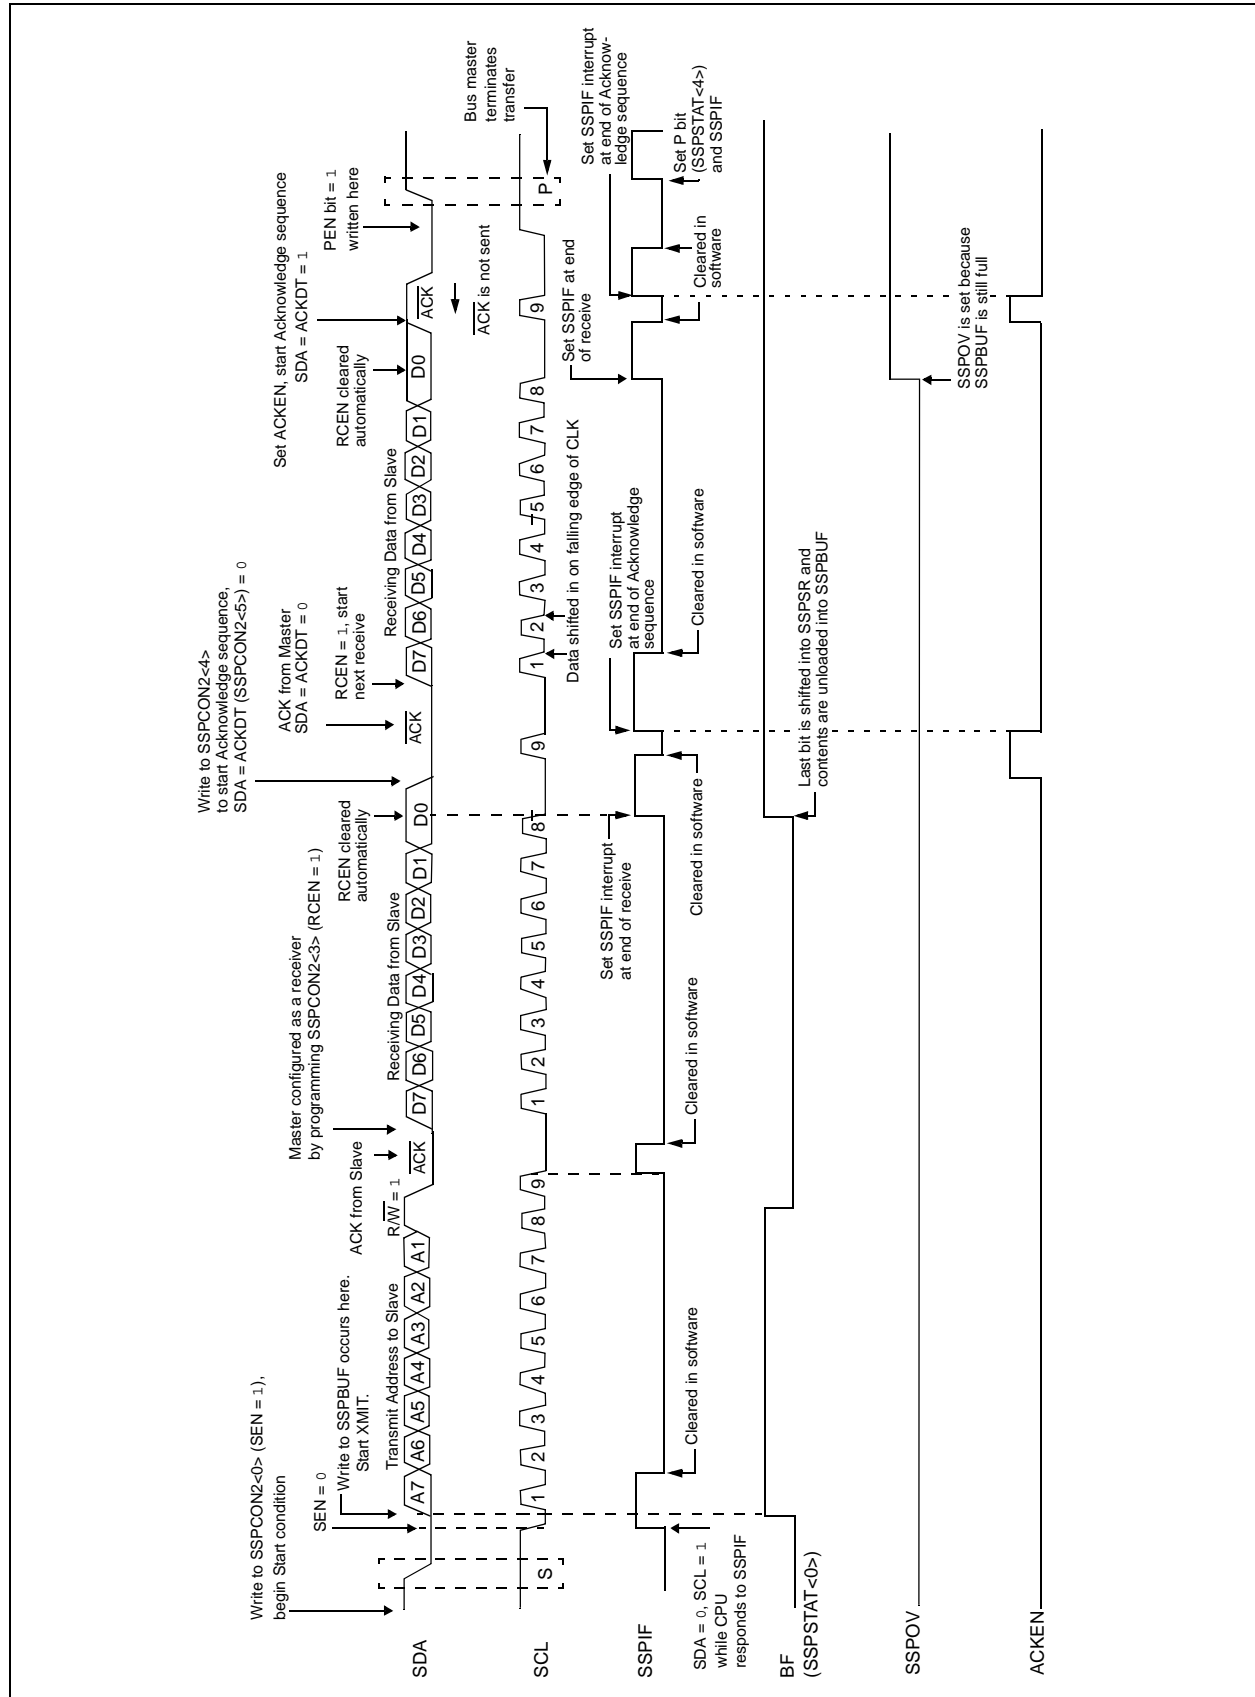 Write to SSPCON2<0> (SEN = 1),
begin Start condition
SEN = 0
Write to SSPBUF occurs here.
Start XMIT.
Transmit Address to Slave
R/W = 1
ACK from Slave
Master configured as a receiver
by programming SSPCON2<3> (RCEN = 1)
Receiving Data from Slave
RCEN cleared
automatically
Write to SSPCON2<4>
to start Acknowledge sequence,
SDA = ACKDT (SSPCON2<5>) = 0
ACK from Master
SDA = ACKDT = 0
RCEN = 1, start
next receive
Receiving Data from Slave
RCEN cleared
automatically
Set ACKEN, start Acknowledge sequence
SDA = ACKDT = 1
PEN bit = 1
written here
SDA
A7 A6 A5 A4 A3 A2 A1 ACK D7 D6 D5 D4 D3 D2 D1 D0 ACK D7 D6 D5 D4 D3 D2 D1 D0 ACK
ACK is not sent
Bus master
terminates
transfer
SCL
S 1 2 3 4 5 6 7 8 9 1 2 3 4 5 6 7 8 9 1 2 3 4 5 6 7 8 9 P
Data shifted in on falling edge of CLK
Set SSPIF interrupt
at end of receive
Set SSPIF interrupt
at end of Acknowledge
sequence
Set SSPIF at end
of receive
Set SSPIF interrupt
at end of Acknow-
ledge sequence
SSPIF
SDA = 0, SCL = 1
while CPU
responds to SSPIF
Cleared in software
Cleared in software
Cleared in software
Cleared in software
Cleared in
software
Set P bit
(SSPSTAT<4>)
and SSPIF
BF
(SSPSTAT<0>)
Last bit is shifted into SSPSR and
contents are unloaded into SSPBUF
SSPOV
SSPOV is set because
SSPBUF is still full
ACKEN